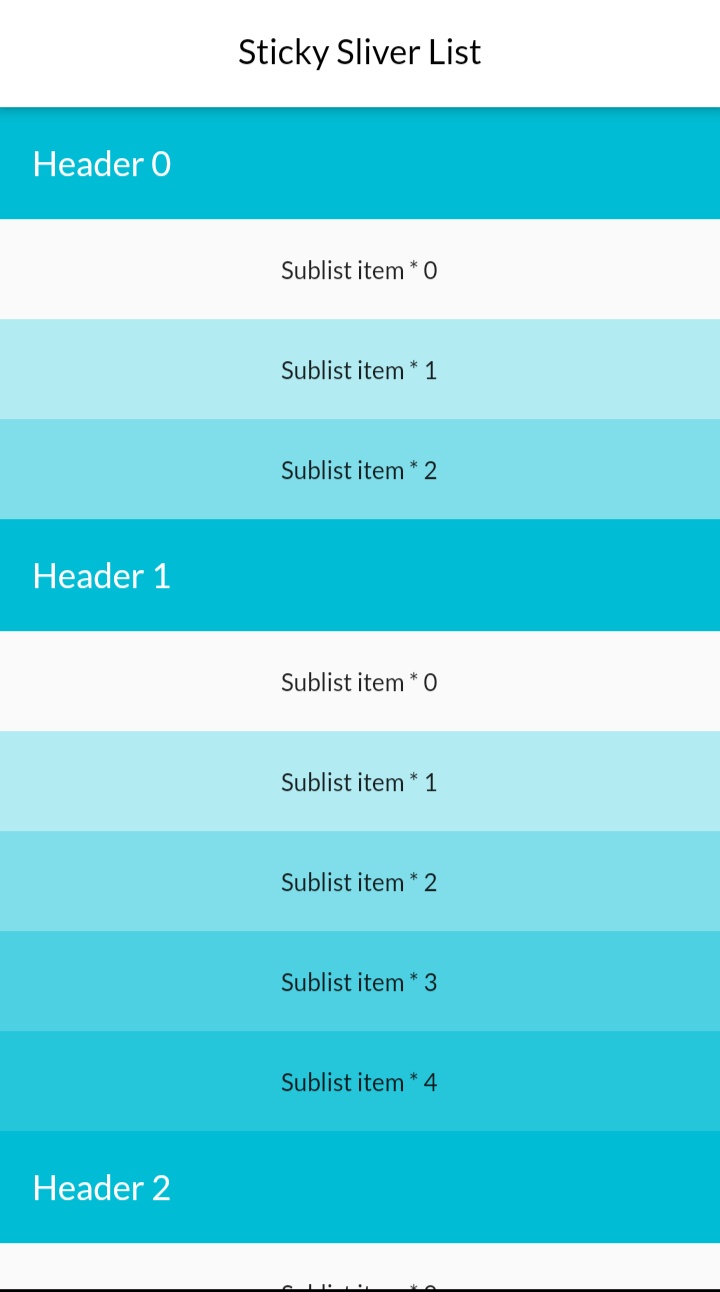 Sticky Sliver List
Header 0
Sublist item * 0
Sublist item * 1
Sublist item * 2
Header 1
Sublist item * 0
Sublist item * 1
Sublist item * 2
Sublist item * 3
Sublist item * 4
Header 2